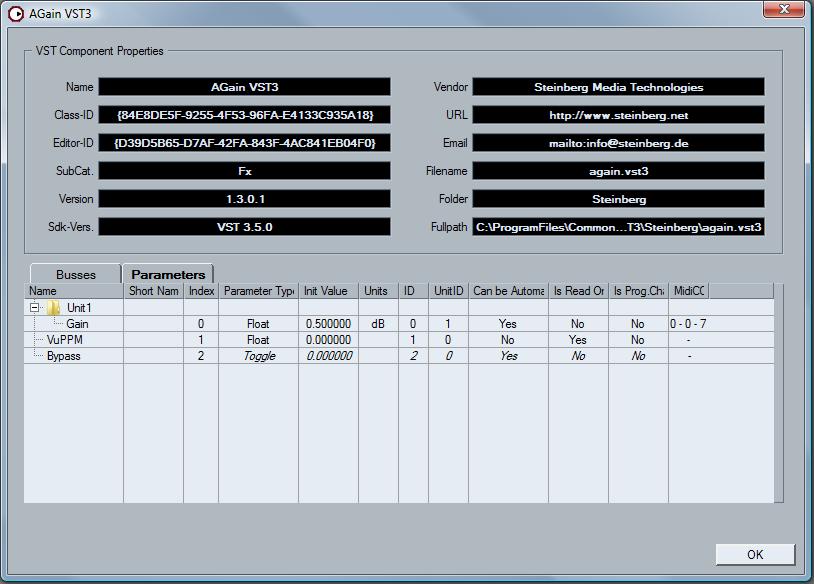 AGain VST3
VST Component Properties
Name AGain VST3 Vendor Steinberg Media Technologies
Class-ID {84E8DE5F-9255-4F53-96FA-E4133C935A18} URL http://www.steinberg.net
Editor-ID {D39D5B65-D7AF-42FA-843F-4AC841EB04F0} Email mailto:info@steinberg.de
SubCat. Fx Filename again.vst3
Version 1.3.0.1 Folder Steinberg
Sdk-Vers. VST 3.5.0 Fullpath C:\ProgramFiles\Common...T3\Steinberg\again.vst3
Busses Parameters
Name Short Nam Index Parameter Type Init Value Units ID UnitID Can be Automa Is Read Or Is Prog.Cha MidiCC
Unit1
Gain 0 Float 0.500000 dB 0 1 Yes No No 0 - 0 - 7
VuPPM 1 Float 0.000000 1 0 No Yes No -
Bypass 2 Toggle 0.000000 2 0 Yes No No -
OK